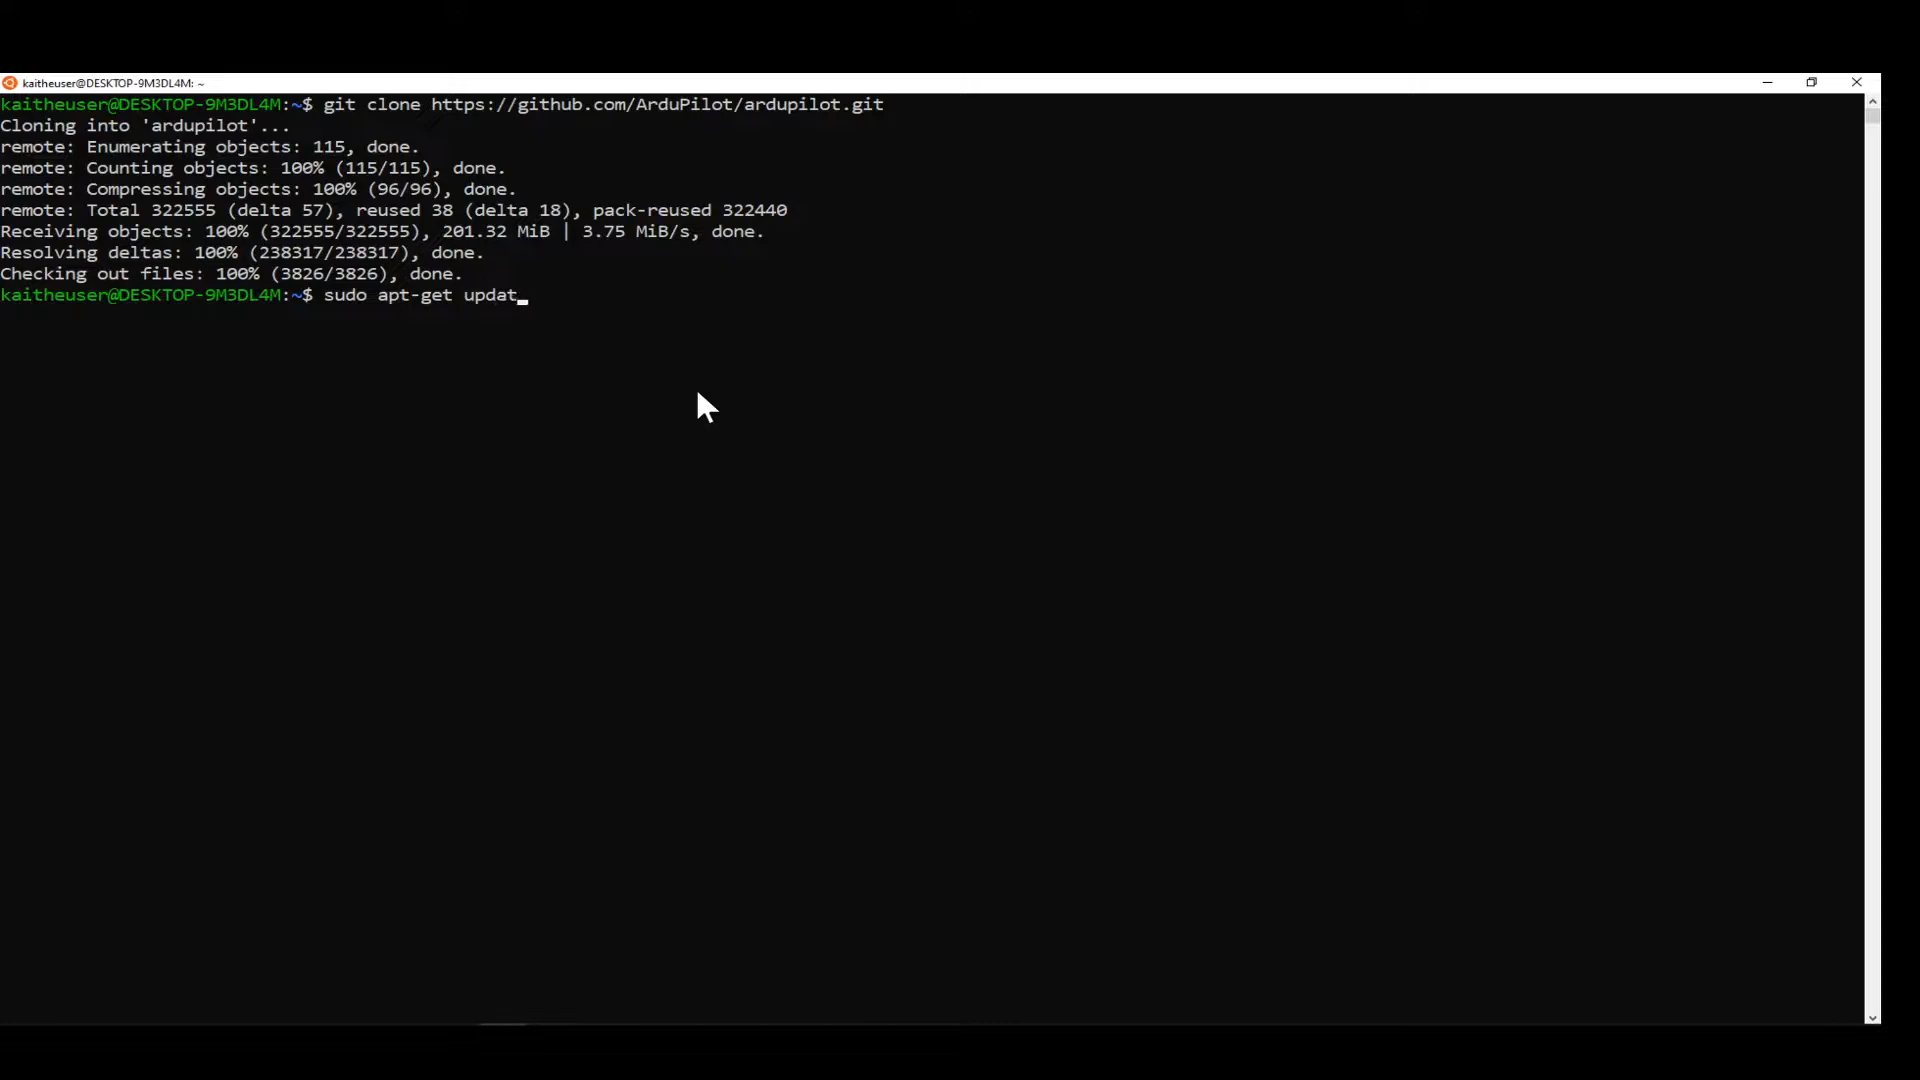 kaitheuser@DESKTOP-9M3DL4M: ~
kaitheuser@DESKTOP-9M3DL4M:~$ git clone https://github.com/ArduPilot/ardupilot.git
Cloning into 'ardupilot'...
remote: Enumerating objects: 115, done.
remote: Counting objects: 100% (115/115), done.
remote: Compressing objects: 100% (96/96), done.
remote: Total 322555 (delta 57), reused 38 (delta 18), pack-reused 322440
Receiving objects: 100% (322555/322555), 201.32 MiB | 3.75 MiB/s, done.
Resolving deltas: 100% (238317/238317), done.
Checking out files: 100% (3826/3826), done.
kaitheuser@DESKTOP-9M3DL4M:~$ sudo apt-get updat_